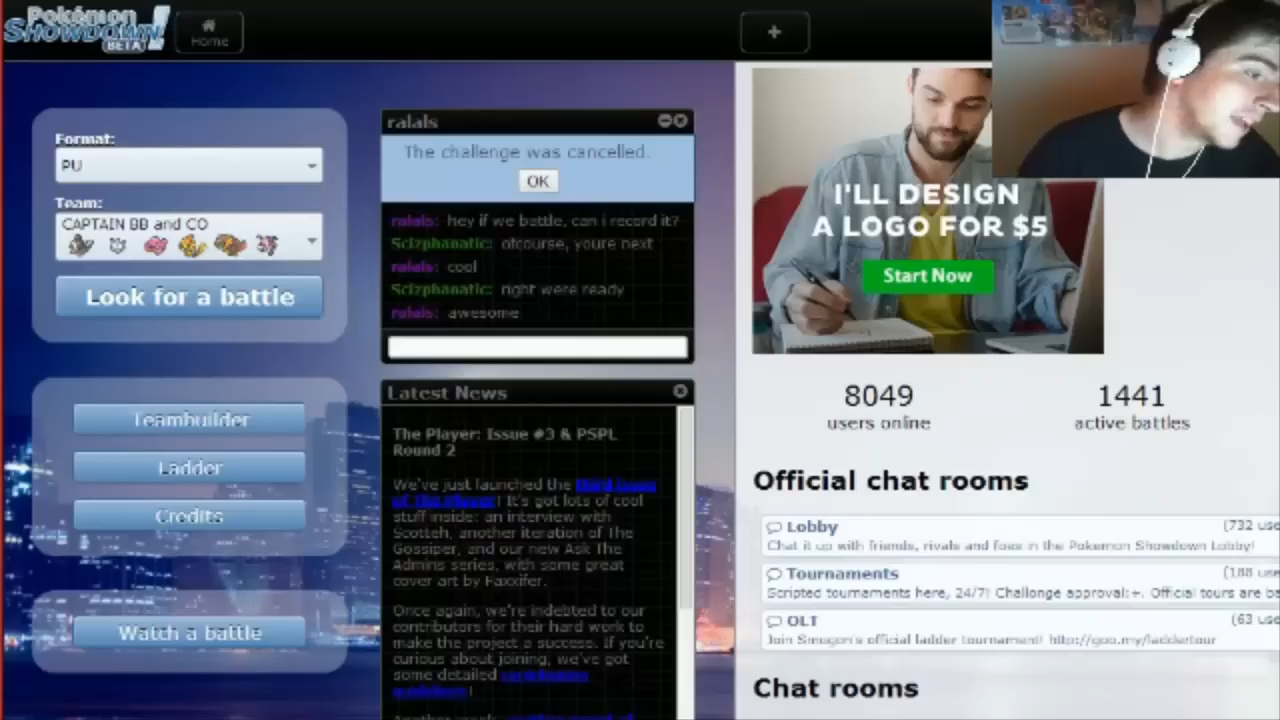 Pokémon
SHOWDOWN!
BETA
Home
+
Format:
PU
Team:
CAPTAIN BB and CO
Look for a battle
Teambuilder
Ladder
Credits
Watch a battle
ralals
The challenge was cancelled.
OK
ralals: hey if we battle, can i record it?
Scizphanatic: ofcourse, youre next
ralals: cool
Scizphanatic: right were ready
ralals: awesome
Latest News
The Player: Issue #3 & PSPL
Round 2
We've just launched the third issue
of The Player! It's got lots of cool
stuff inside: an interview with
Scotteh, another iteration of The
Gossiper, and our new Ask The
Admins series, with some great
cover art by Faxxifer.
Once again, we're indebted to our
contributors for their hard work to
make the project a success. If you're
curious about joining, we've got
some detailed contribution
guidelines!
I'LL DESIGN
A LOGO FOR $5
Start Now
8049
users online
1441
active battles
Official chat rooms
Lobby (732 use
Chat it up with friends, rivals and foes in the Pokemon Showdown Lobby!
Tournaments (188 use
Scripted tournaments here, 24/7! Challenge approval:+. Official tours are ba
OLT (63 use
Join Smogon's official ladder tournament! http://goo.my/laddertour
Chat rooms